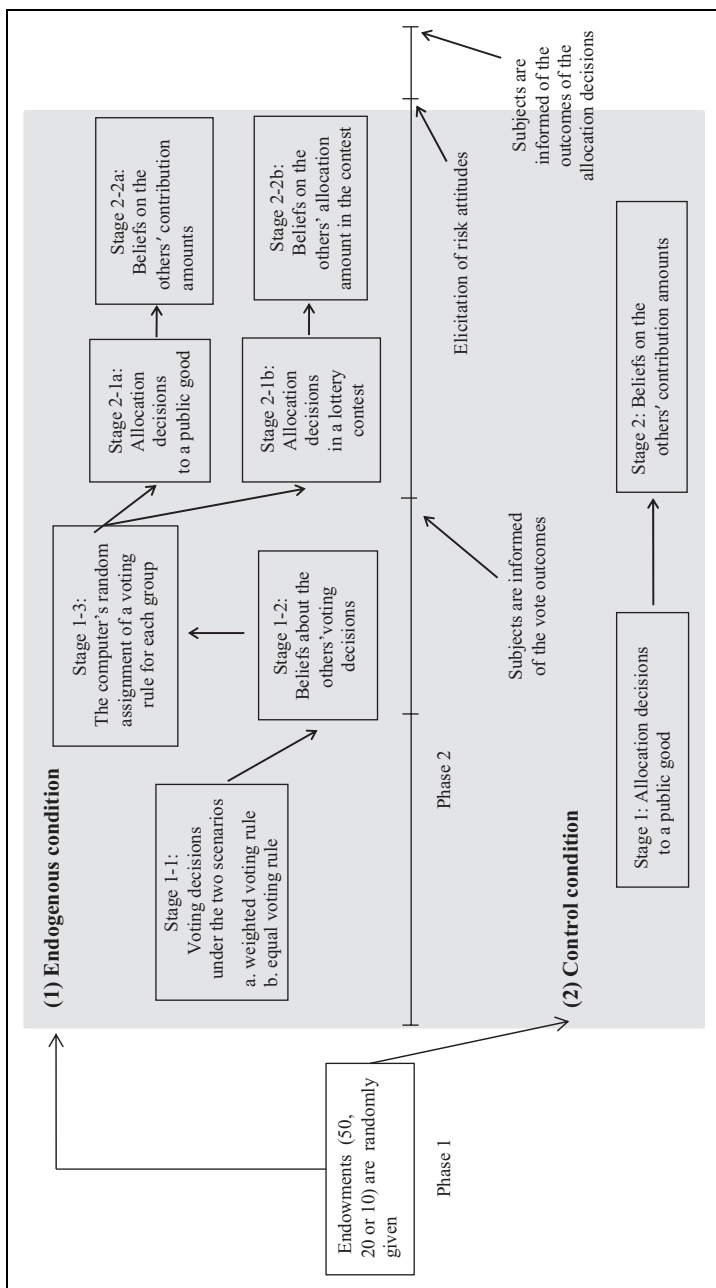 Endowments (50,
20 or 10) are randomly
given
Phase 1
(1) Endogenous condition
Stage 1-1:
Voting decisions
under the two scenarios
a. weighted voting rule
b. equal voting rule
Stage 1-2:
Beliefs about the
others' voting
decisions
Stage 1-3:
The computer's random
assignment of a voting
rule for each group
Stage 2-1a:
Allocation
decisions
to a public good
Stage 2-2a:
Beliefs on the
others' contribution
amounts
Stage 2-1b:
Allocation
decisions
in a lottery
contest
Stage 2-2b:
Beliefs on the
others' allocation
amount in the contest
Phase 2
Subjects are informed
of the vote outcomes
Elicitation of risk attitudes
Subjects are
informed of the
outcomes of the
allocation decisions
(2) Control condition
Stage 1: Allocation decisions
to a public good
Stage 2: Beliefs on the
others' contribution amounts